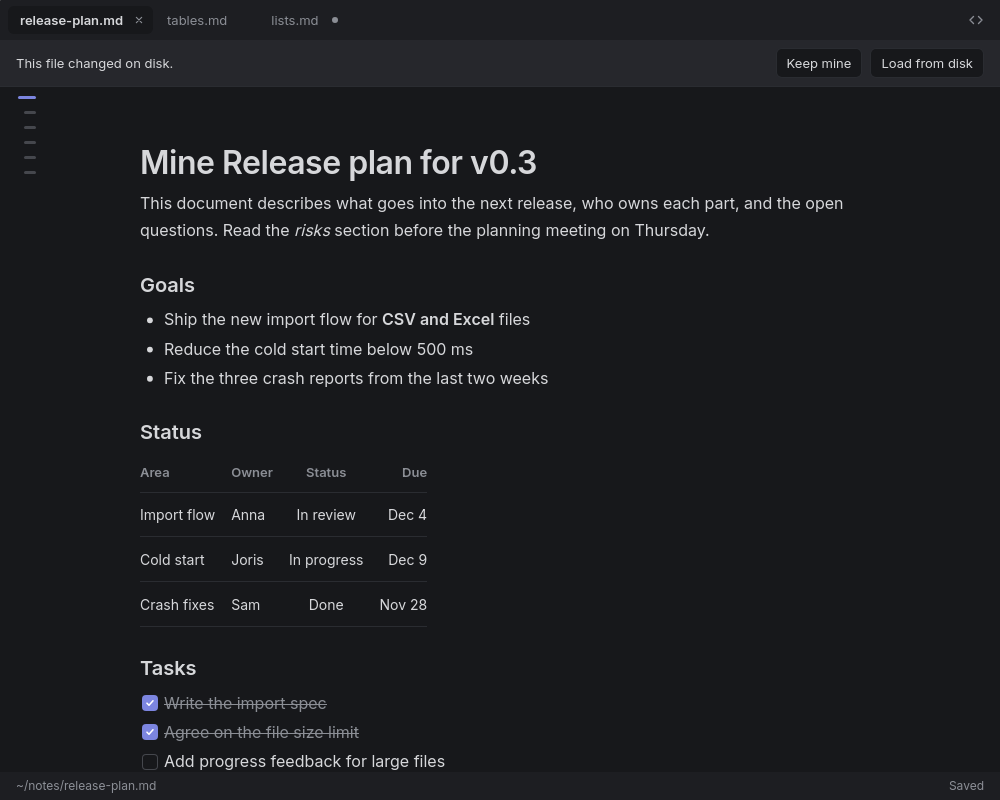 release-plan.md × tables.md lists.md
This file changed on disk. Keep mine Load from disk
Mine Release plan for v0.3
This document describes what goes into the next release, who owns each part, and the open
questions. Read the risks section before the planning meeting on Thursday.
Goals
• Ship the new import flow for CSV and Excel files
• Reduce the cold start time below 500 ms
• Fix the three crash reports from the last two weeks
Status
Area Owner Status Due
Import flow Anna In review Dec 4
Cold start Joris In progress Dec 9
Crash fixes Sam Done Nov 28
Tasks
Write the import spec
Agree on the file size limit
Add progress feedback for large files
~/notes/release-plan.md Saved